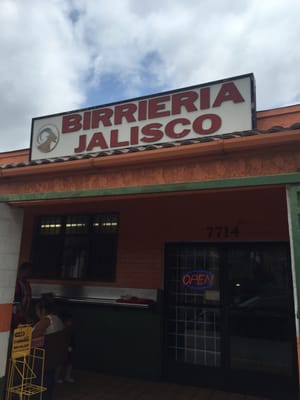 BIRRIERIA
JALISCO
7714
OPEN